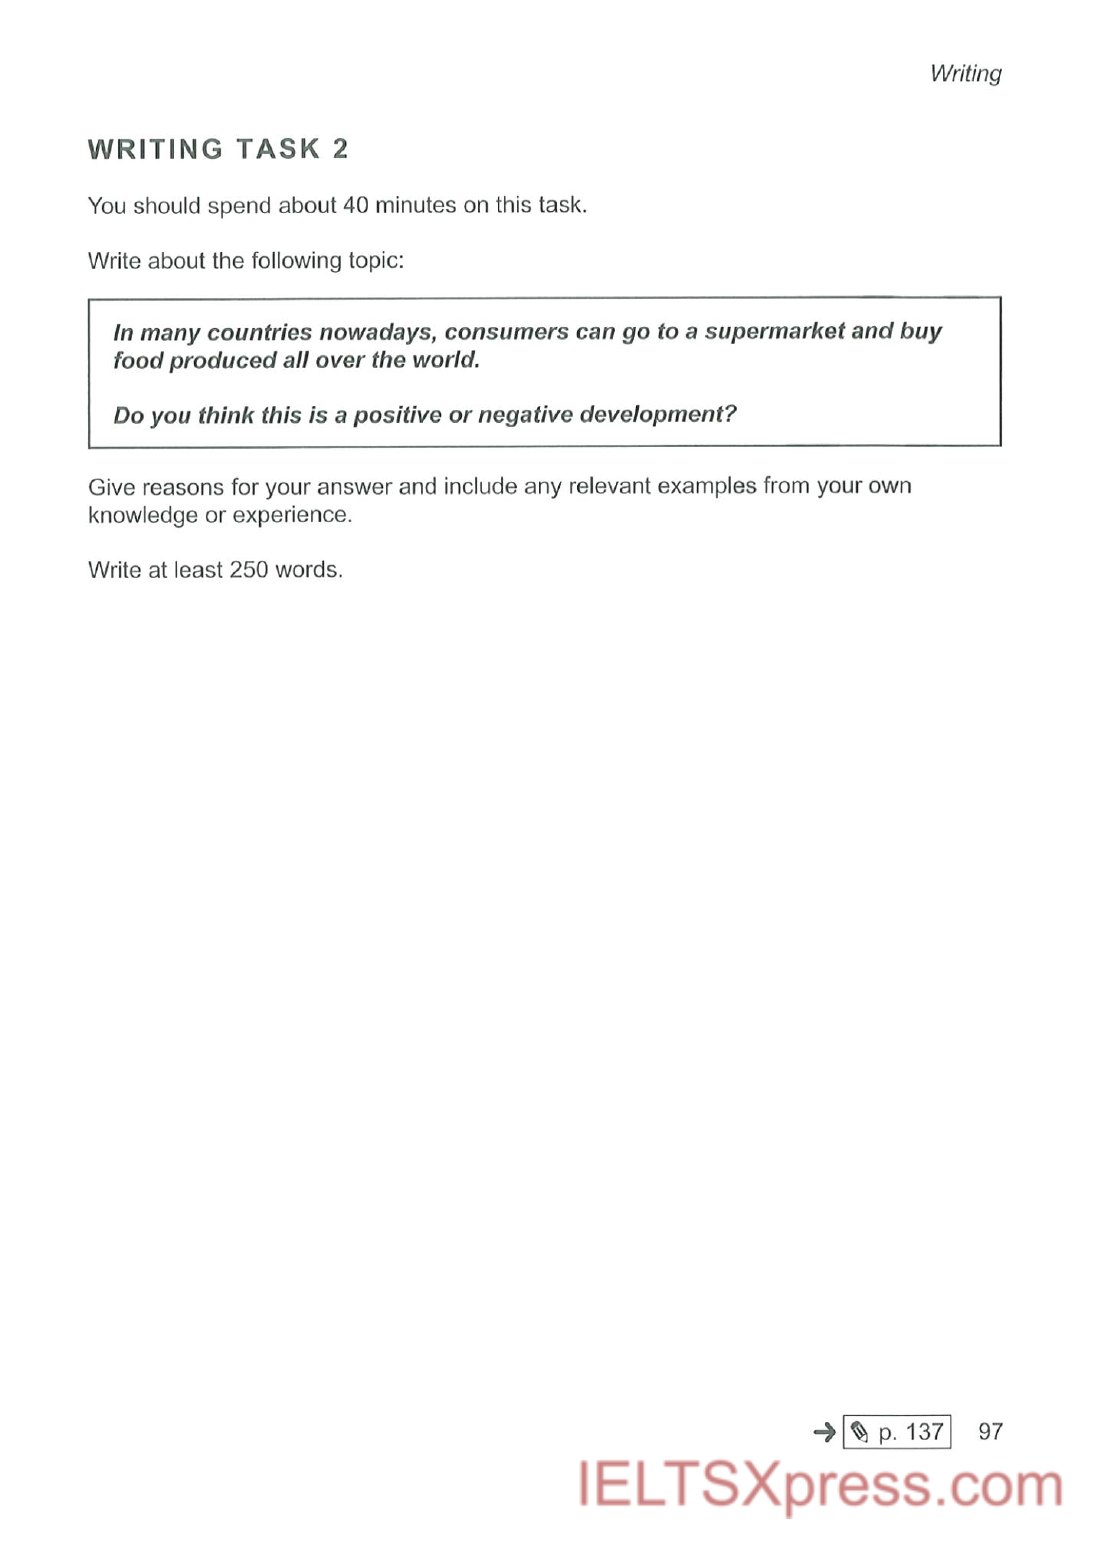 Writing
WRITING TASK 2
You should spend about 40 minutes on this task.
Write about the following topic:
In many countries nowadays, consumers can go to a supermarket and buy
food produced all over the world.
Do you think this is a positive or negative development?
Give reasons for your answer and include any relevant examples from your own
knowledge or experience.
Write at least 250 words.
→ ✎ p. 137 97
IELTSXpress.com